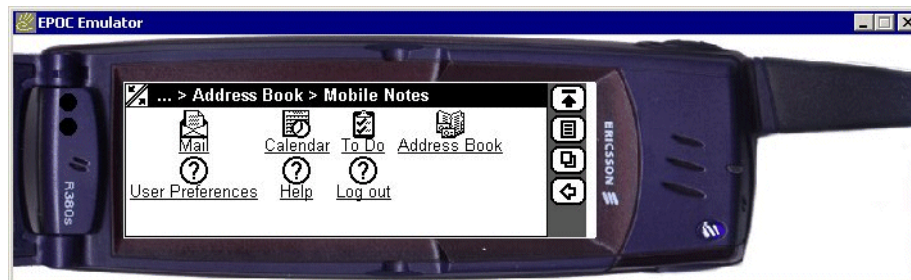 EPOC Emulator
... > Address Book > Mobile Notes
Mail Calendar To Do Address Book
User Preferences Help Log out
ERICSSON
R380s